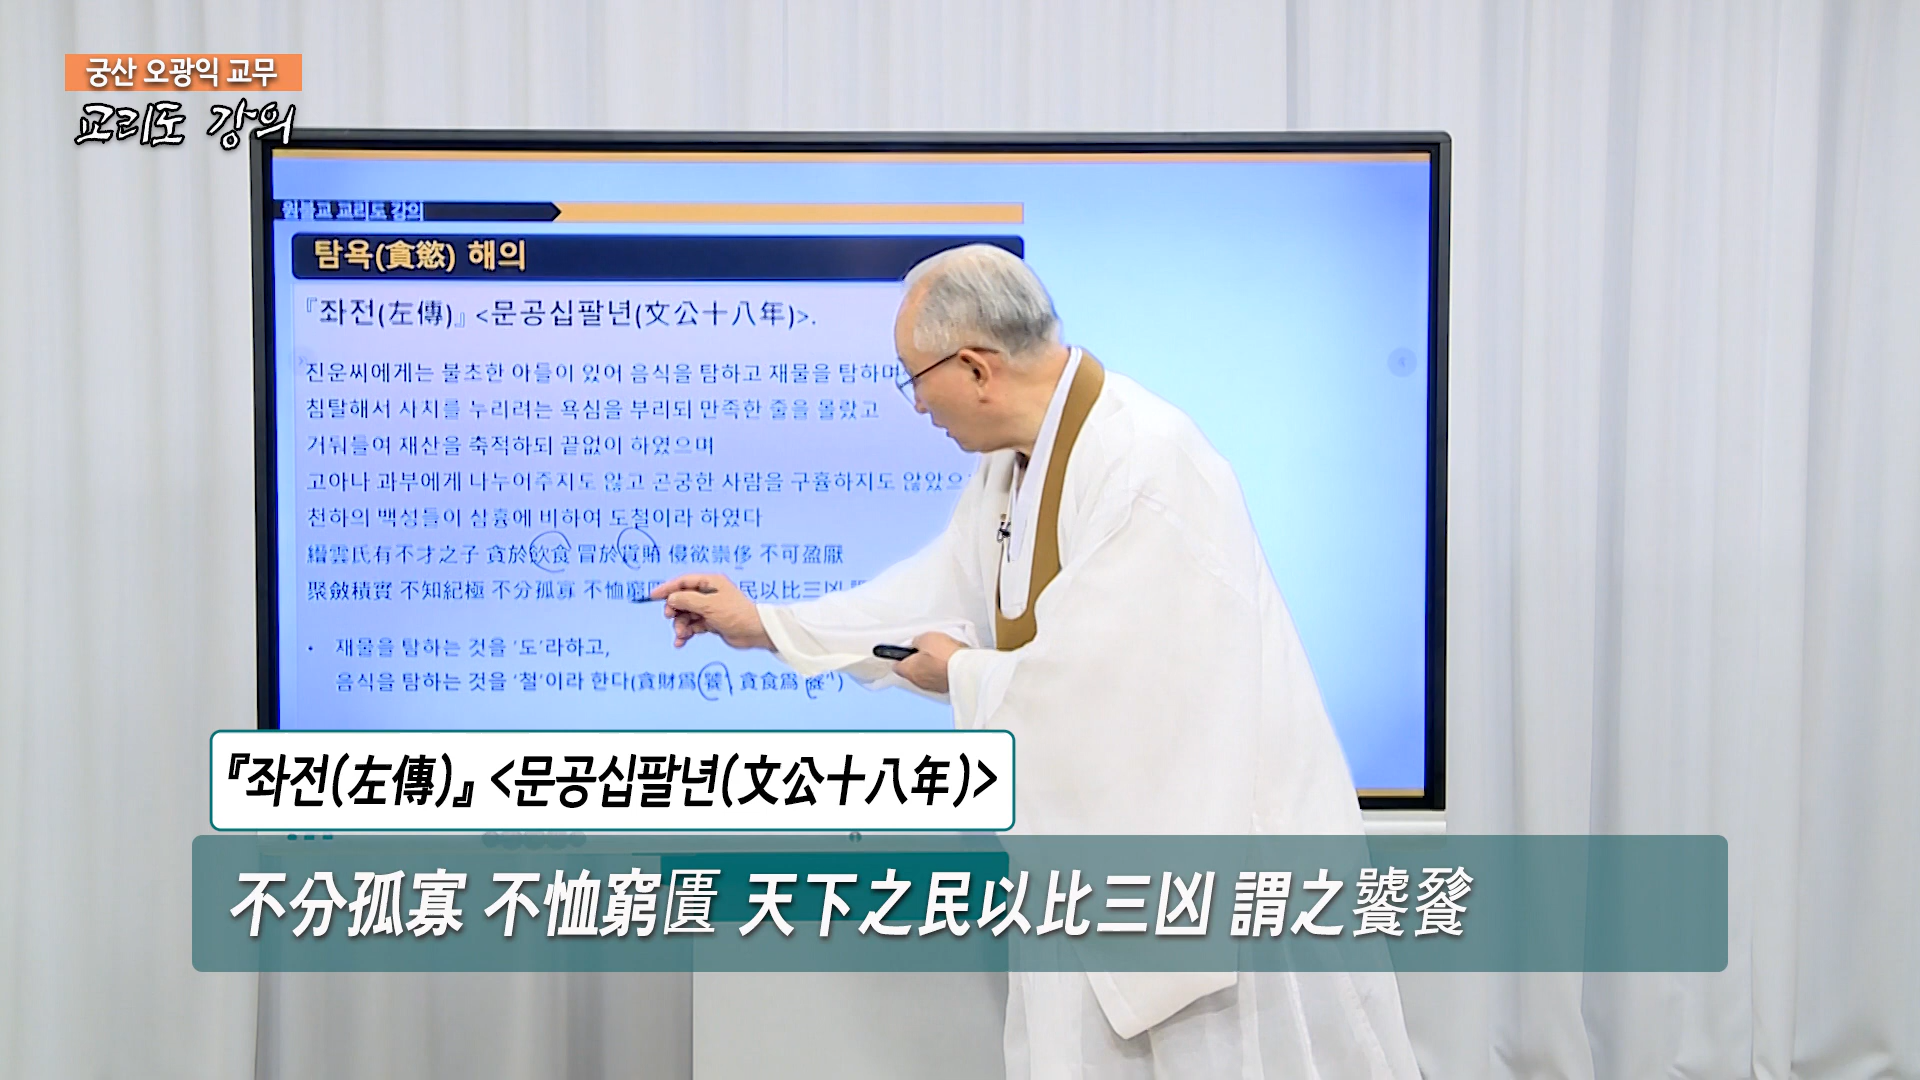 궁산 오광익 교무
교리도 강의
원불교 교리도 강의
탐욕(貪慾) 해의
『좌전(左傳)』 <문공십팔년(文公十八年)>.
진운씨에게는 불초한 아들이 있어 음식을 탐하고 재물을 탐하며
침탈해서 사치를 누리려는 욕심을 부리되 만족한 줄을 몰랐고
거둬들여 재산을 축적하되 끝없이 하였으며
고아나 과부에게 나누어주지도 않고 곤궁한 사람을 구휼하지도 않았으
천하의 백성들이 삼흉에 비하여 도철이라 하였다
縉雲氏有不才之子 貪於飮食 冒於貨賄 侵欲崇侈 不可盈厭
聚斂積實 不知紀極 不分孤寡 不恤窮 民以比三凶
• 재물을 탐하는 것을 ‘도’라하고,
음식을 탐하는 것을 ‘철’이라 한다(貪財爲饕, 貪食爲餮)
『좌전(左傳)』 <문공십팔년(文公十八年)>
不分孤寡 不恤窮匱 天下之民以比三凶 謂之饕餮